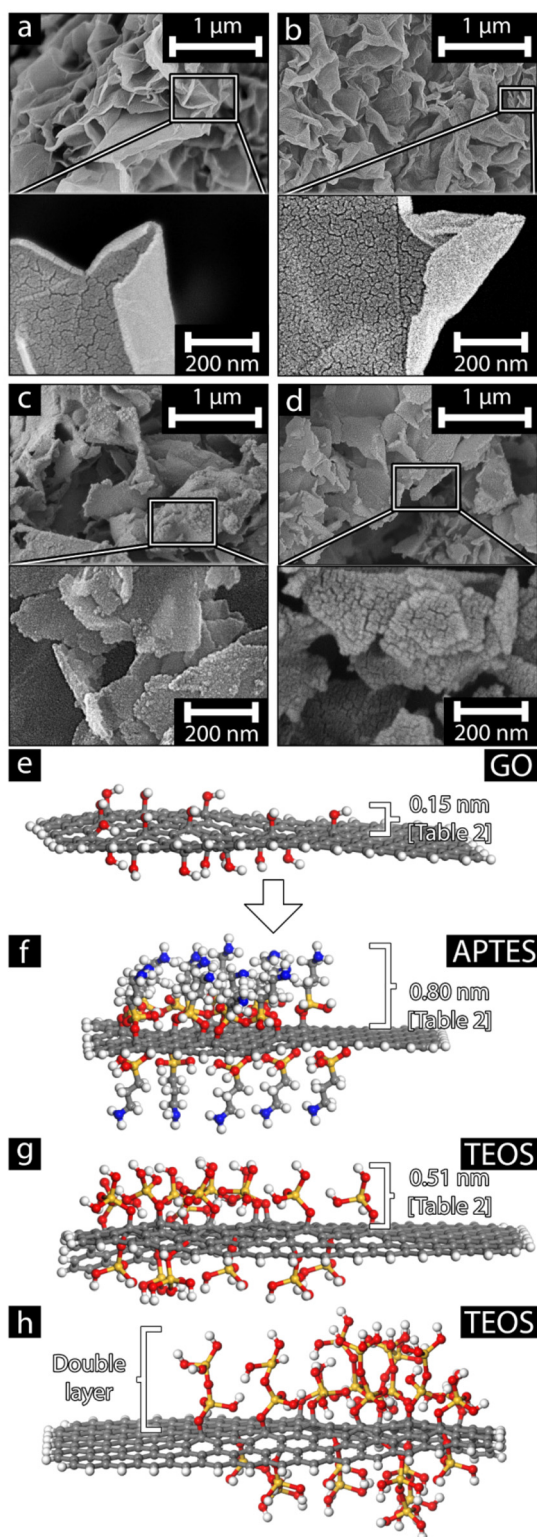 a
1 μm
b
1 μm
200 nm
200 nm
c
1 μm
d
1 μm
200 nm
200 nm
e
GO
0.15 nm
[Table 2]
f
APTES
0.80 nm
[Table 2]
g
TEOS
0.51 nm
[Table 2]
h
TEOS
Double
layer